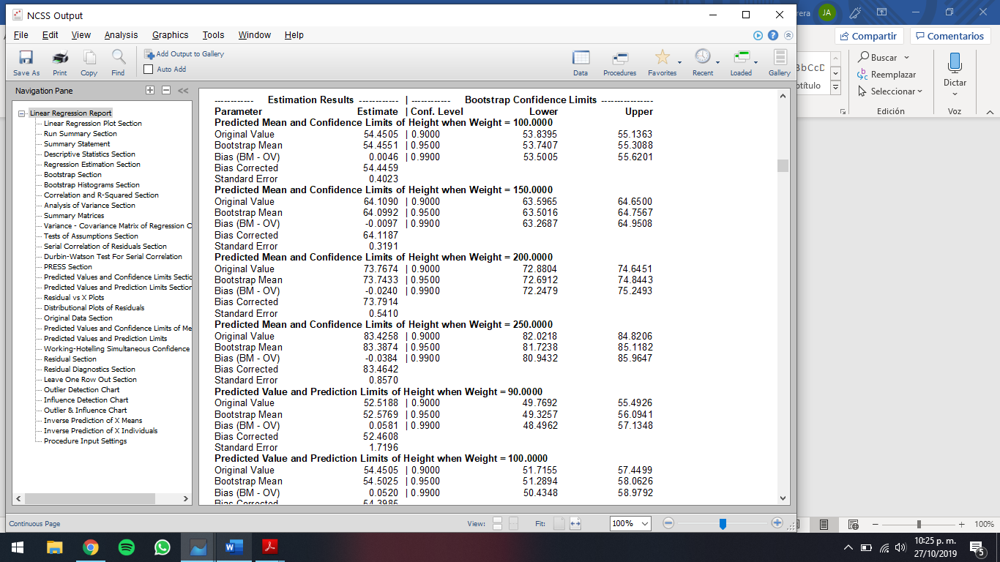 NCSS Output
File Edit View Analysis Graphics Tools Window Help
Save As Print Copy Find
Add Output to Gallery
Auto Add
Data Procedures Favorites Recent Loaded Gallery
Navigation Pane
Linear Regression Report
Linear Regression Plot Section
Run Summary Section
Summary Statement
Descriptive Statistics Section
Regression Estimation Section
Bootstrap Section
Bootstrap Histograms Section
Correlation and R-Squared Section
Analysis of Variance Section
Summary Matrices
Variance - Covariance Matrix of Regression C
Tests of Assumptions Section
Serial Correlation of Residuals Section
Durbin-Watson Test For Serial Correlation
PRESS Section
Predicted Values and Confidence Limits Sectio
Predicted Values and Prediction Limits Section
Residual vs X Plots
Distributional Plots of Residuals
Original Data Section
Predicted Values and Confidence Limits of Me
Predicted Values and Prediction Limits
Working-Hotelling Simultaneous Confidence
Residual Section
Residual Diagnostics Section
Leave One Row Out Section
Outlier Detection Chart
Influence Detection Chart
Outlier & Influence Chart
Inverse Prediction of X Means
Inverse Prediction of X Individuals
Procedure Input Settings
------------ Estimation Results ------------ | ------------ Bootstrap Confidence Limits ----------------
Parameter Estimate | Conf. Level Lower Upper
Predicted Mean and Confidence Limits of Height when Weight = 100.0000
Original Value 54.4505 | 0.9000 53.8395 55.1363
Bootstrap Mean 54.4551 | 0.9500 53.7407 55.3088
Bias (BM - OV) 0.0046 | 0.9900 53.5005 55.6201
Bias Corrected 54.4459
Standard Error 0.4023
Predicted Mean and Confidence Limits of Height when Weight = 150.0000
Original Value 64.1090 | 0.9000 63.5965 64.6500
Bootstrap Mean 64.0992 | 0.9500 63.5016 64.7567
Bias (BM - OV) -0.0097 | 0.9900 63.2687 64.9508
Bias Corrected 64.1187
Standard Error 0.3191
Predicted Mean and Confidence Limits of Height when Weight = 200.0000
Original Value 73.7674 | 0.9000 72.8804 74.6451
Bootstrap Mean 73.7433 | 0.9500 72.6912 74.8443
Bias (BM - OV) -0.0240 | 0.9900 72.2479 75.2493
Bias Corrected 73.7914
Standard Error 0.5410
Predicted Mean and Confidence Limits of Height when Weight = 250.0000
Original Value 83.4258 | 0.9000 82.0218 84.8206
Bootstrap Mean 83.3874 | 0.9500 81.7238 85.1182
Bias (BM - OV) -0.0384 | 0.9900 80.9432 85.9647
Bias Corrected 83.4642
Standard Error 0.8570
Predicted Value and Prediction Limits of Height when Weight = 90.0000
Original Value 52.5188 | 0.9000 49.7692 55.4926
Bootstrap Mean 52.5769 | 0.9500 49.3257 56.0941
Bias (BM - OV) 0.0581 | 0.9900 48.4962 57.1348
Bias Corrected 52.4608
Standard Error 1.7196
Predicted Value and Prediction Limits of Height when Weight = 100.0000
Original Value 54.4505 | 0.9000 51.7155 57.4499
Bootstrap Mean 54.5025 | 0.9500 51.2894 58.0626
Bias (BM - OV) 0.0520 | 0.9900 50.4348 58.9792
Bias Corrected 54.3985
Continuous Page View: Fit: 100%
rera JA
Compartir Comentarios
BbCcD
btítulo
Buscar
Reemplazar
Seleccionar
Edición
Dictar
Voz
100%
10:25 p. m.
27/10/2019
5